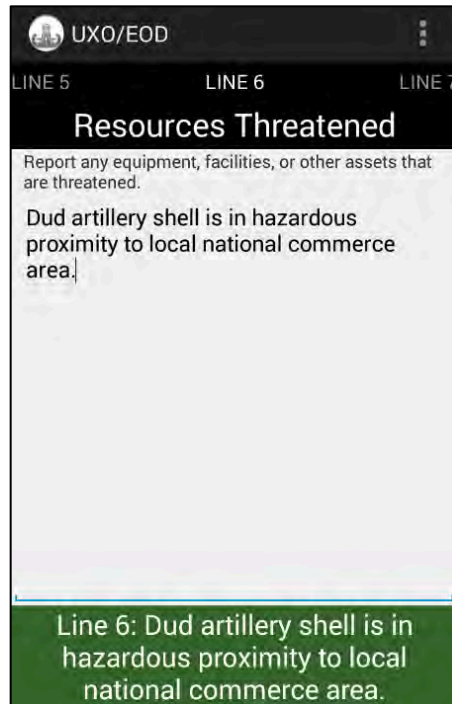 UXO/EOD
LINE 5 LINE 6 LINE 7
Resources Threatened
Report any equipment, facilities, or other assets that
are threatened.
Dud artillery shell is in hazardous
proximity to local national commerce
area.
Line 6: Dud artillery shell is in
hazardous proximity to local
national commerce area.